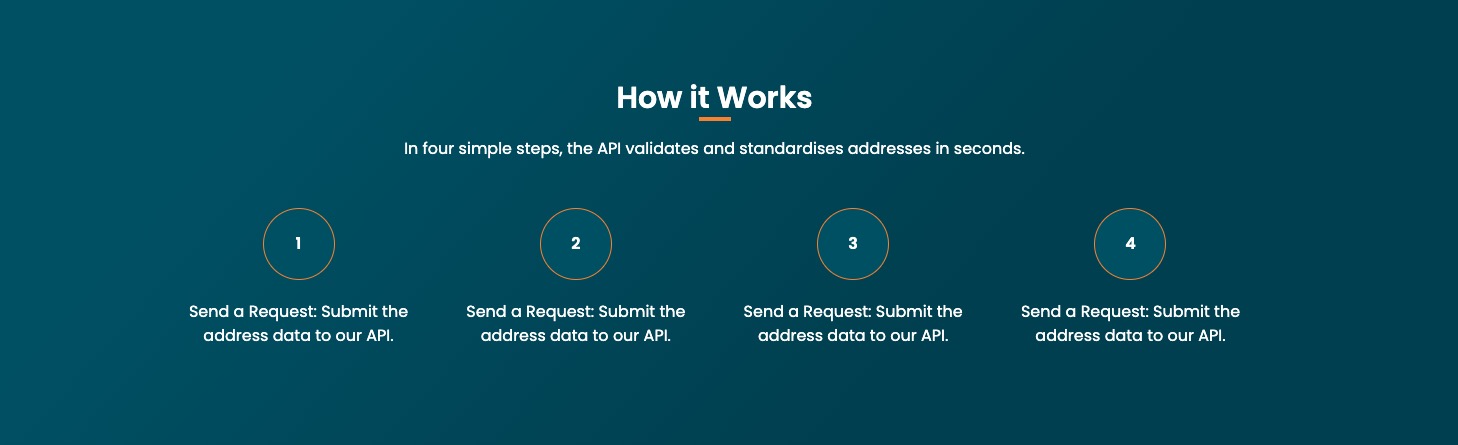 How it Works
In four simple steps, the API validates and standardises addresses in seconds.
1
Send a Request: Submit the
address data to our API.
2
Send a Request: Submit the
address data to our API.
3
Send a Request: Submit the
address data to our API.
4
Send a Request: Submit the
address data to our API.